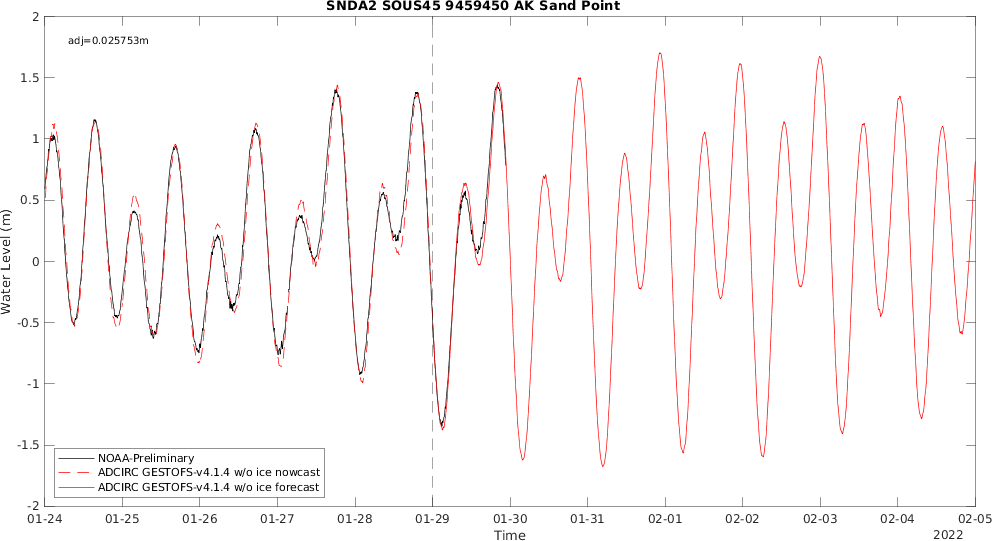 SNDA2 SOUS45 9459450 AK Sand Point
adj=0.025753m
Water Level (m)
2
1.5
1
0.5
0
-0.5
-1
-1.5
-2
NOAA-Preliminary
ADCIRC GESTOFS-v4.1.4 w/o ice nowcast
ADCIRC GESTOFS-v4.1.4 w/o ice forecast
01-24 01-25 01-26 01-27 01-28 01-29 01-30 01-31 02-01 02-02 02-03 02-04 02-05
Time
2022